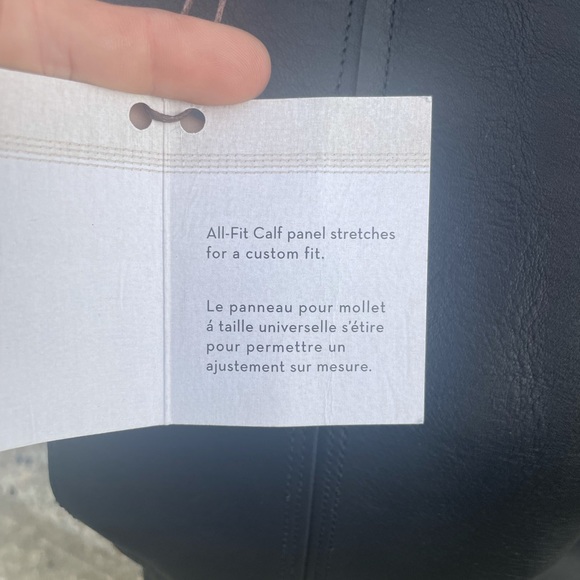 All-Fit Calf panel stretches
for a custom fit.
Le panneau pour mollet
á taille universelle s'étire
pour permettre un
ajustement sur mesure.